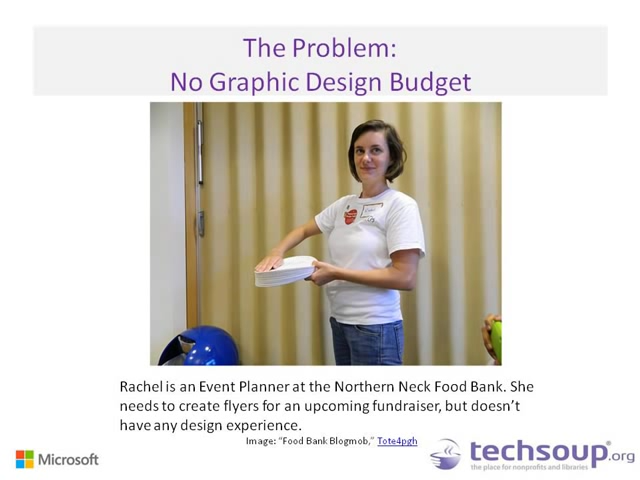 The Problem:
No Graphic Design Budget
Rachel is an Event Planner at the Northern Neck Food Bank. She
needs to create flyers for an upcoming fundraiser, but doesn't
have any design experience.
Image: "Food Bank Blogmob," Tote4pgh
Microsoft
techsoup.org
the place for nonprofits and libraries